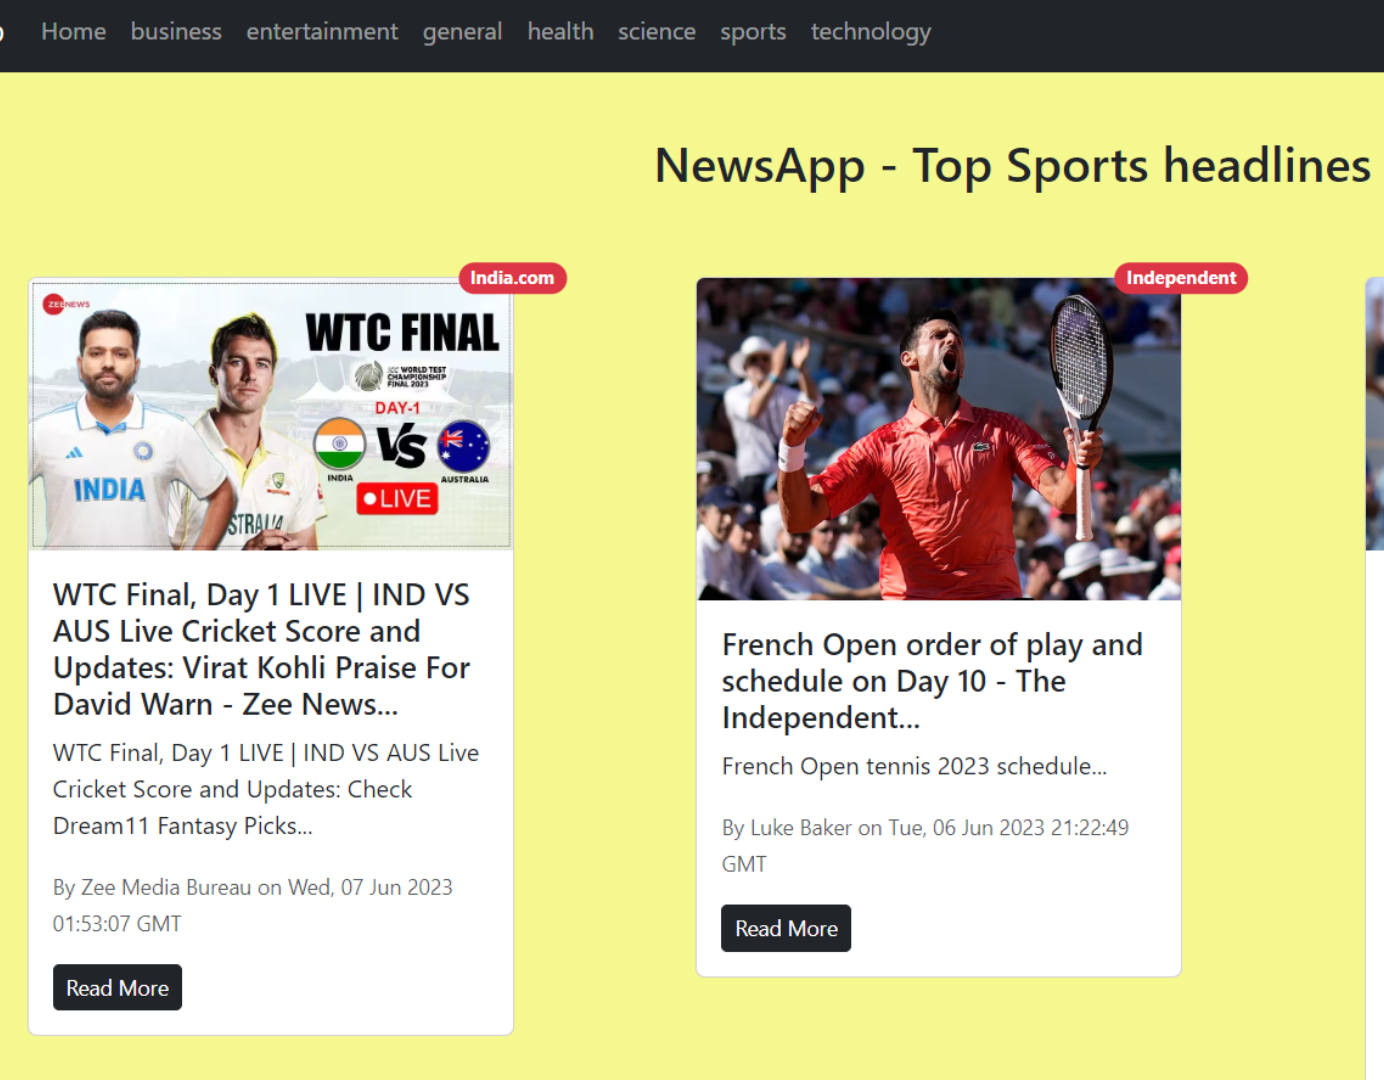 Home business entertainment general health science sports technology
NewsApp - Top Sports headlines
India.com
ZEE NEWS
WTC FINAL
ICC WORLD TEST
CHAMPIONSHIP
FINAL 2023
DAY-1
VS
INDIA
AUSTRALIA
LIVE
INDIA
STRALIA
WTC Final, Day 1 LIVE | IND VS
AUS Live Cricket Score and
Updates: Virat Kohli Praise For
David Warn - Zee News...
WTC Final, Day 1 LIVE | IND VS AUS Live
Cricket Score and Updates: Check
Dream11 Fantasy Picks...
By Zee Media Bureau on Wed, 07 Jun 2023
01:53:07 GMT
Read More
Independent
French Open order of play and
schedule on Day 10 - The
Independent...
French Open tennis 2023 schedule...
By Luke Baker on Tue, 06 Jun 2023 21:22:49
GMT
Read More